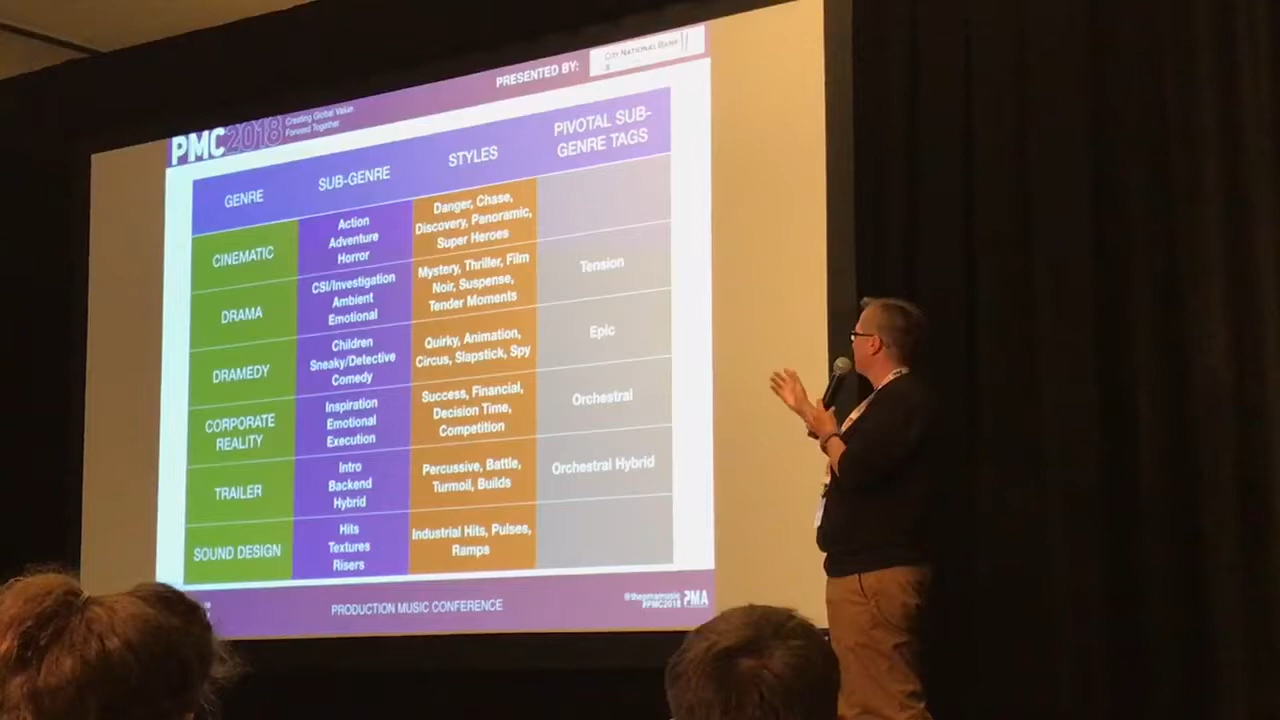 PRESENTED BY:
CITY NATIONAL BANK
PMC2018
Creating Global Value
Forward Together
GENRE
SUB-GENRE
STYLES
PIVOTAL SUB-
GENRE TAGS
CINEMATIC
Action
Adventure
Horror
Danger, Chase,
Discovery, Panoramic,
Super Heroes
DRAMA
CSI/Investigation
Ambient
Emotional
Mystery, Thriller, Film
Noir, Suspense,
Tender Moments
Tension
DRAMEDY
Children
Sneaky/Detective
Comedy
Quirky, Animation,
Circus, Slapstick, Spy
Epic
CORPORATE
REALITY
Inspiration
Emotional
Execution
Success, Financial,
Decision Time,
Competition
Orchestral
TRAILER
Intro
Backend
Hybrid
Percussive, Battle,
Turmoil, Builds
Orchestral Hybrid
SOUND DESIGN
Hits
Textures
Risers
Industrial Hits, Pulses,
Ramps
PRODUCTION MUSIC CONFERENCE
@thepmamusic
#PMC2018
PMA